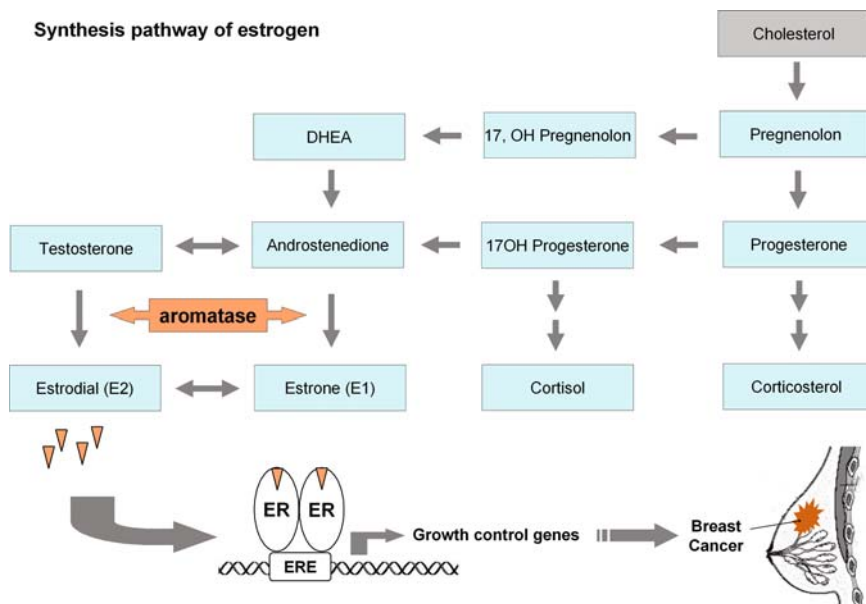 Synthesis pathway of estrogen
Cholesterol
DHEA
17, OH Pregnenolon
Pregnenolon
Testosterone
Androstenedione
17OH Progesterone
Progesterone
aromatase
Estrodial (E2)
Estrone (E1)
Cortisol
Corticosterol
ER
ER
ERE
Growth control genes
Breast
Cancer